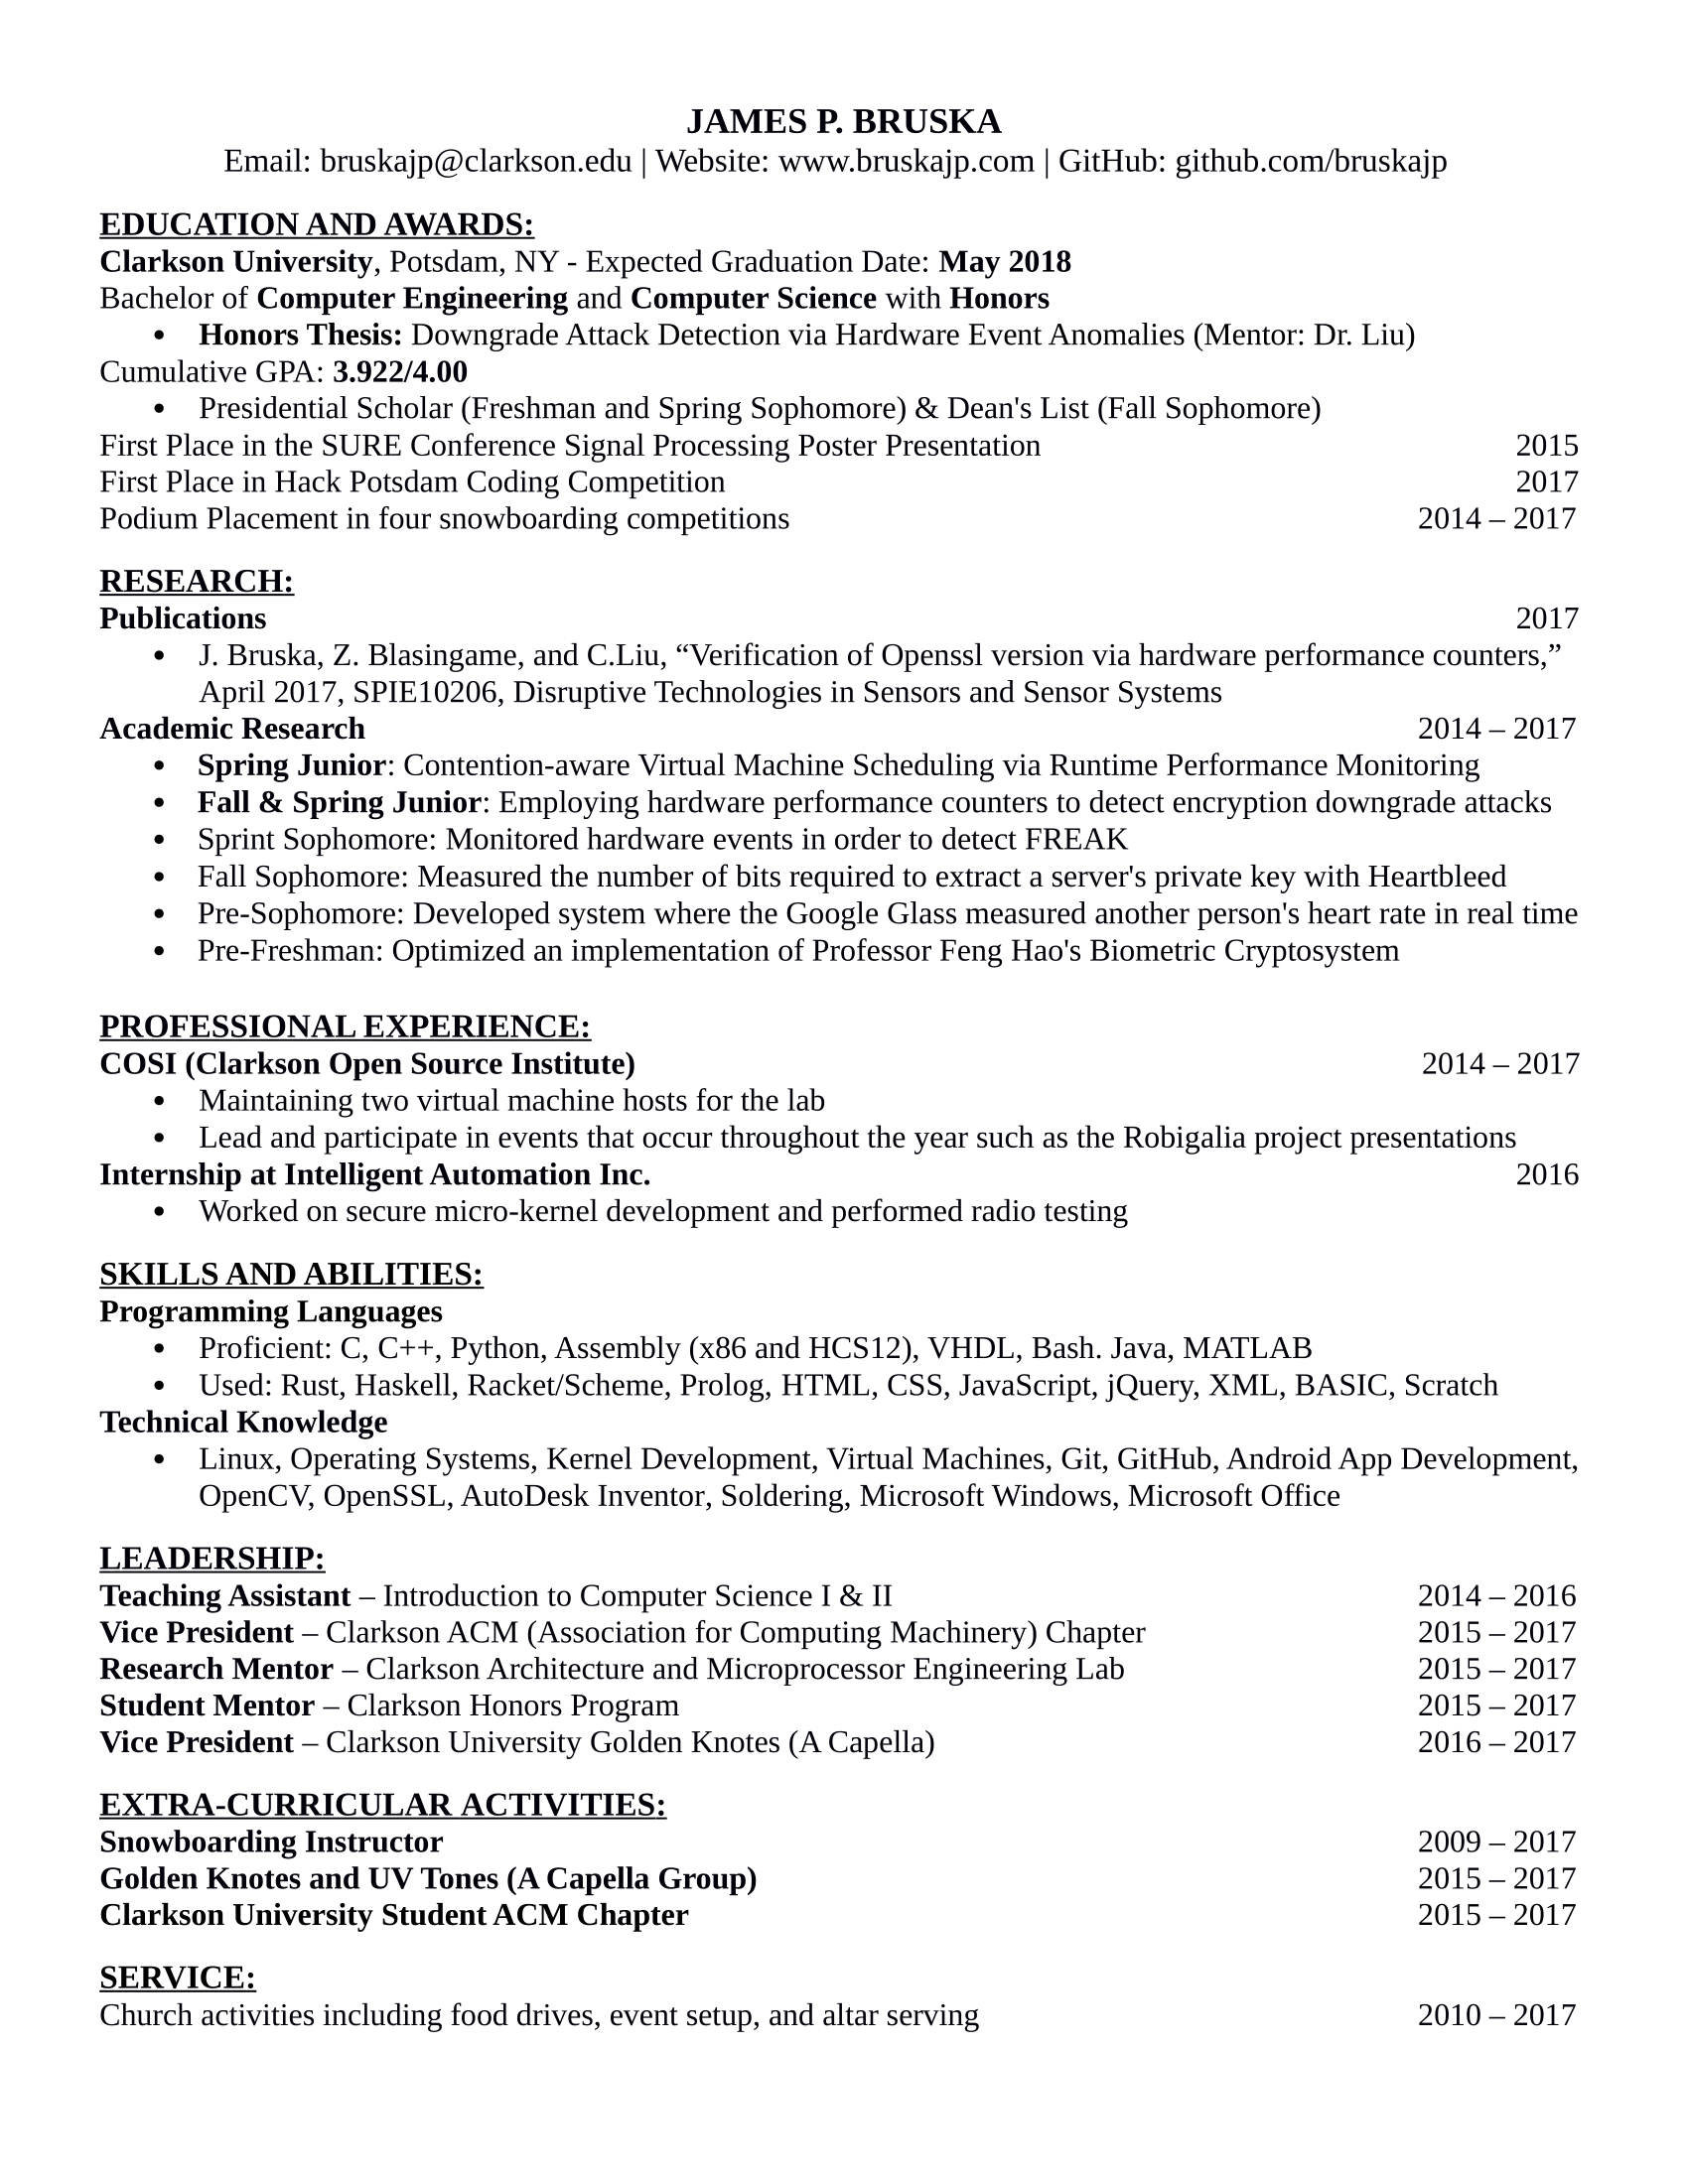 JAMES P. BRUSKA
Email: bruskajp@clarkson.edu | Website: www.bruskajp.com | GitHub: github.com/bruskajp
EDUCATION AND AWARDS:
Clarkson University, Potsdam, NY - Expected Graduation Date: May 2018
Bachelor of Computer Engineering and Computer Science with Honors
• Honors Thesis: Downgrade Attack Detection via Hardware Event Anomalies (Mentor: Dr. Liu)
Cumulative GPA: 3.922/4.00
• Presidential Scholar (Freshman and Spring Sophomore) & Dean's List (Fall Sophomore)
First Place in the SURE Conference Signal Processing Poster Presentation 2015
First Place in Hack Potsdam Coding Competition 2017
Podium Placement in four snowboarding competitions 2014 – 2017
RESEARCH:
Publications 2017
• J. Bruska, Z. Blasingame, and C.Liu, “Verification of Openssl version via hardware performance counters,”
April 2017, SPIE10206, Disruptive Technologies in Sensors and Sensor Systems
Academic Research 2014 – 2017
• Spring Junior: Contention-aware Virtual Machine Scheduling via Runtime Performance Monitoring
• Fall & Spring Junior: Employing hardware performance counters to detect encryption downgrade attacks
• Sprint Sophomore: Monitored hardware events in order to detect FREAK
• Fall Sophomore: Measured the number of bits required to extract a server's private key with Heartbleed
• Pre-Sophomore: Developed system where the Google Glass measured another person's heart rate in real time
• Pre-Freshman: Optimized an implementation of Professor Feng Hao's Biometric Cryptosystem
PROFESSIONAL EXPERIENCE:
COSI (Clarkson Open Source Institute) 2014 – 2017
• Maintaining two virtual machine hosts for the lab
• Lead and participate in events that occur throughout the year such as the Robigalia project presentations
Internship at Intelligent Automation Inc. 2016
• Worked on secure micro-kernel development and performed radio testing
SKILLS AND ABILITIES:
Programming Languages
• Proficient: C, C++, Python, Assembly (x86 and HCS12), VHDL, Bash. Java, MATLAB
• Used: Rust, Haskell, Racket/Scheme, Prolog, HTML, CSS, JavaScript, jQuery, XML, BASIC, Scratch
Technical Knowledge
• Linux, Operating Systems, Kernel Development, Virtual Machines, Git, GitHub, Android App Development,
OpenCV, OpenSSL, AutoDesk Inventor, Soldering, Microsoft Windows, Microsoft Office
LEADERSHIP:
Teaching Assistant – Introduction to Computer Science I & II 2014 – 2016
Vice President – Clarkson ACM (Association for Computing Machinery) Chapter 2015 – 2017
Research Mentor – Clarkson Architecture and Microprocessor Engineering Lab 2015 – 2017
Student Mentor – Clarkson Honors Program 2015 – 2017
Vice President – Clarkson University Golden Knotes (A Capella) 2016 – 2017
EXTRA-CURRICULAR ACTIVITIES:
Snowboarding Instructor 2009 – 2017
Golden Knotes and UV Tones (A Capella Group) 2015 – 2017
Clarkson University Student ACM Chapter 2015 – 2017
SERVICE:
Church activities including food drives, event setup, and altar serving 2010 – 2017